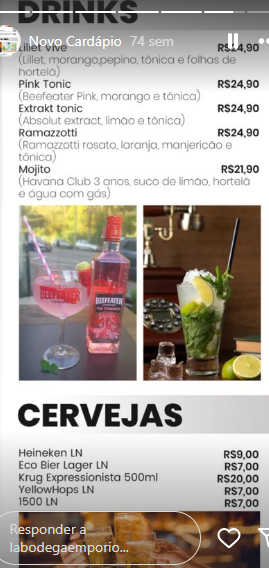 DRINKS
Novo Cardápio 74 sem
Lillet Vive R$24,90
(Lillet, morango,pepino, tônica e folhas de
hortelã)
Pink Tonic R$24,90
(Beefeater Pink, morango e tônica)
Extrakt tonic R$24,90
(Absolut extract, limão e tônica)
Ramazzotti R$24,90
(Ramazzotti rosato, laranja, manjericão e
tônica)
Mojito R$21,90
(Havana Club 3 anos, suco de limão, hortelã
e água com gás)
BEEFEATER
BEEFEATER
CERVEJAS
Heineken LN R$9,00
Eco Bier Lager LN R$7,00
Krug Expressionista 500ml R$20,00
YellowHops LN R$7,00
1500 LN R$7,00
Responder a
labodegaemporio...